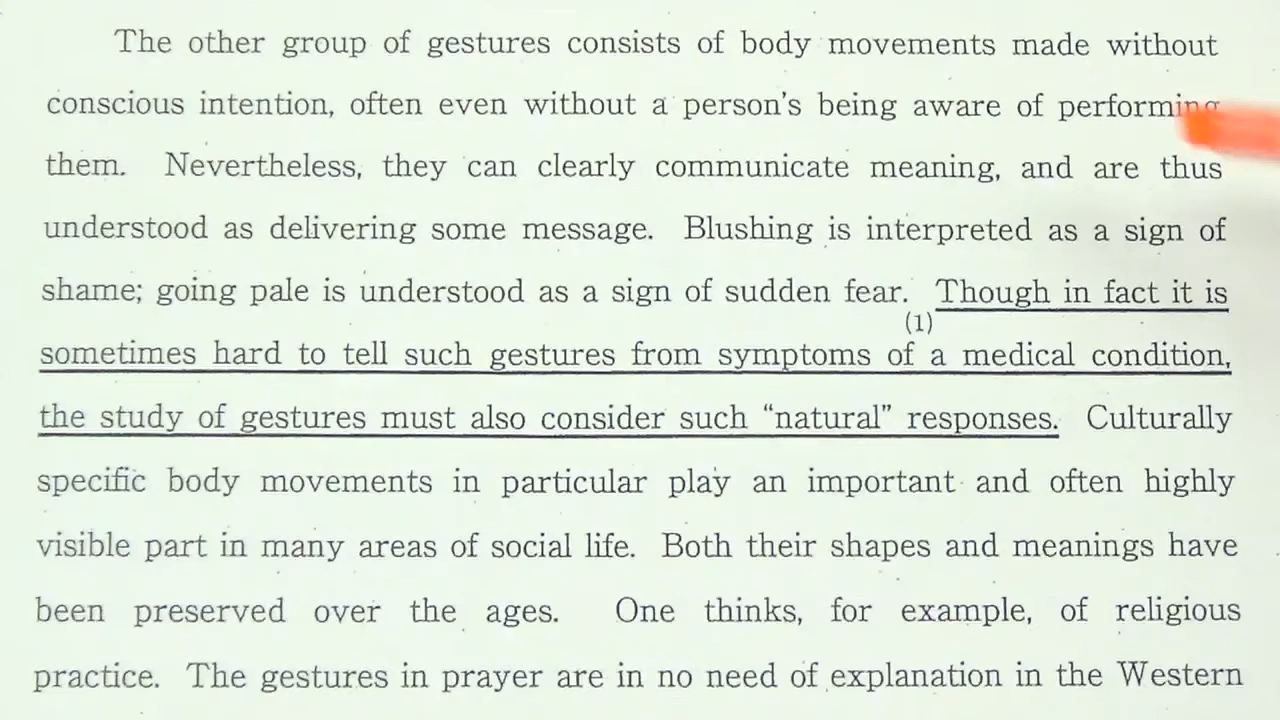 The other group of gestures consists of body movements made without
conscious intention, often even without a person's being aware of performing
them. Nevertheless, they can clearly communicate meaning, and are thus
understood as delivering some message. Blushing is interpreted as a sign of
shame; going pale is understood as a sign of sudden fear. Though in fact it is
(1)
sometimes hard to tell such gestures from symptoms of a medical condition,
the study of gestures must also consider such “natural” responses. Culturally
specific body movements in particular play an important and often highly
visible part in many areas of social life. Both their shapes and meanings have
been preserved over the ages. One thinks, for example, of religious
practice. The gestures in prayer are in no need of explanation in the Western